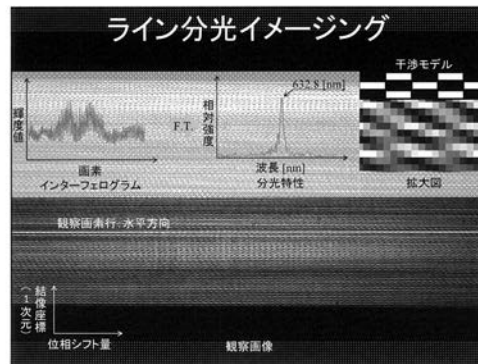 ライン分光イメージング
干渉モデル
632.8 [nm]
輝度値
F.T.
相対強度
画素
インターフェログラム
波長 [nm]
分光特性
拡大図
観察画素行:水平方向
結像座標
(1次元)
位相シフト量
観察画像